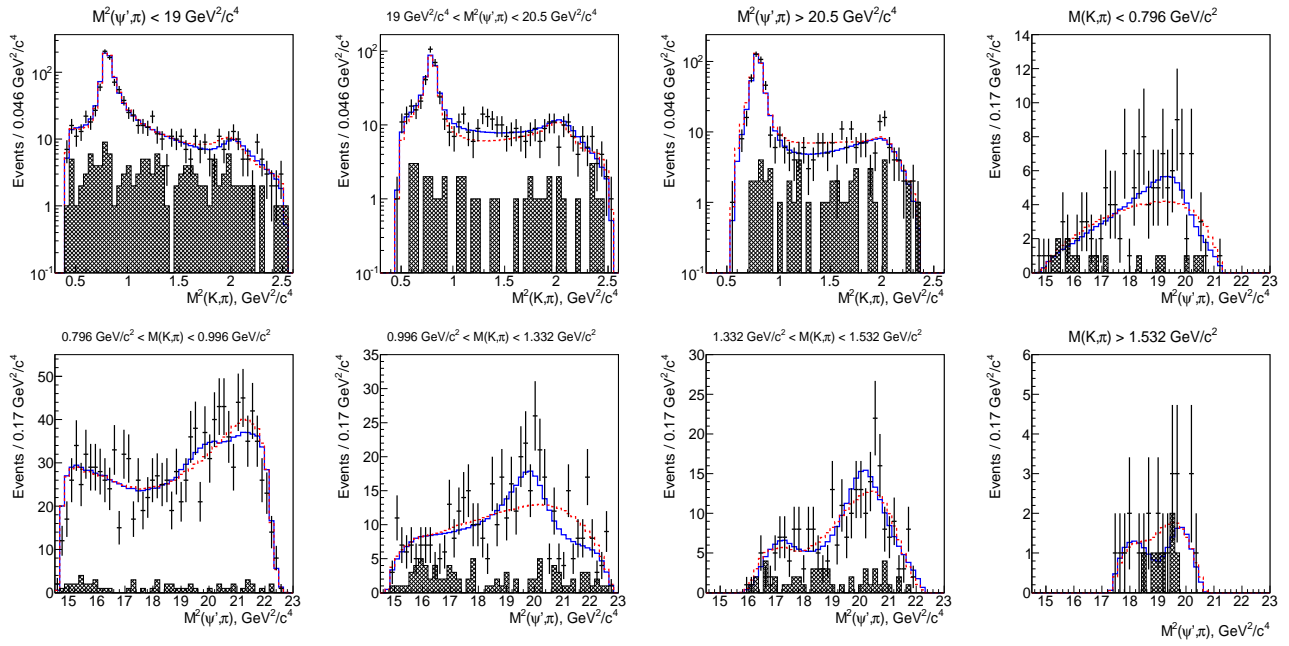 M²(ψ',π) < 19 GeV²/c⁴
Events / 0.046 GeV²/c⁴
10²
10
1
10⁻¹
0.5 1 1.5 2 2.5
M²(K,π), GeV²/c⁴
19 GeV²/c⁴ < M²(ψ',π) < 20.5 GeV²/c⁴
Events / 0.046 GeV²/c⁴
10²
10
1
10⁻¹
0.5 1 1.5 2 2.5
M²(K,π), GeV²/c⁴
M²(ψ',π) > 20.5 GeV²/c⁴
Events / 0.046 GeV²/c⁴
10²
10
1
10⁻¹
0.5 1 1.5 2 2.5
M²(K,π), GeV²/c⁴
M(K,π) < 0.796 GeV/c²
Events / 0.17 GeV²/c⁴
14
12
10
8
6
4
2
0
15 16 17 18 19 20 21 22 23
M²(ψ',π), GeV²/c⁴
0.796 GeV/c² < M(K,π) < 0.996 GeV/c²
Events / 0.17 GeV²/c⁴
50
40
30
20
10
0
15 16 17 18 19 20 21 22 23
M²(ψ',π), GeV²/c⁴
0.996 GeV/c² < M(K,π) < 1.332 GeV/c²
Events / 0.17 GeV²/c⁴
35
30
25
20
15
10
5
0
15 16 17 18 19 20 21 22 23
M²(ψ',π), GeV²/c⁴
1.332 GeV/c² < M(K,π) < 1.532 GeV/c²
Events / 0.17 GeV²/c⁴
30
25
20
15
10
5
0
15 16 17 18 19 20 21 22 23
M²(ψ',π), GeV²/c⁴
M(K,π) > 1.532 GeV/c²
Events / 0.17 GeV²/c⁴
6
5
4
3
2
1
0
15 16 17 18 19 20 21 22 23
M²(ψ',π), GeV²/c⁴